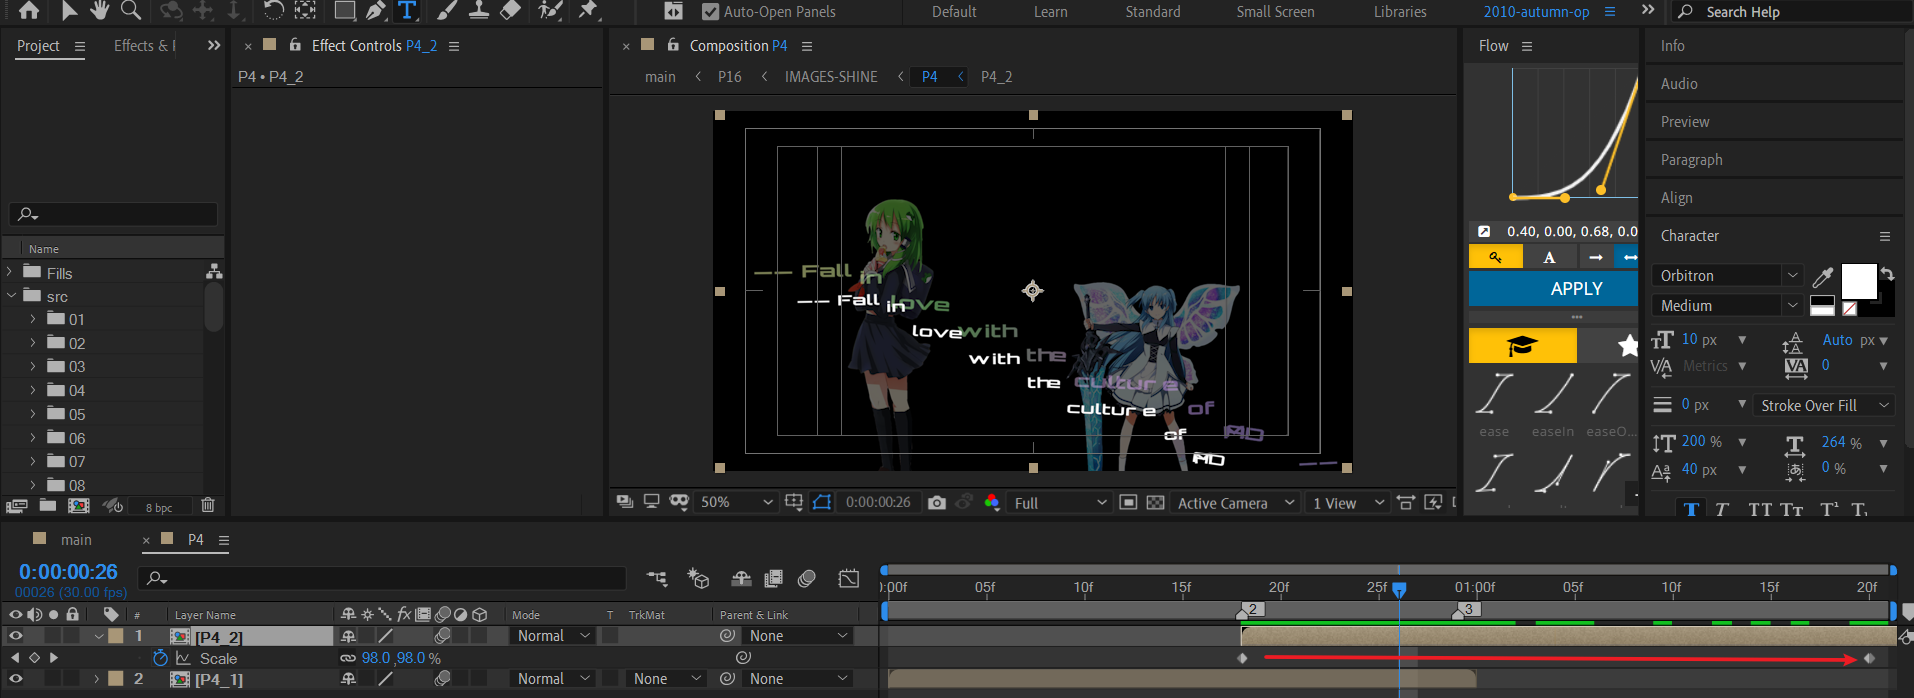 Auto-Open Panels
Default
Learn
Standard
Small Screen
Libraries
2010-autumn-op
Search Help
Project
Effects &
Effect Controls P4_2
Composition P4
Flow
Info
P4 • P4_2
main < P16 < IMAGES-SHINE < P4 < P4_2
Audio
Preview
Paragraph
Align
Character
0.40, 0.00, 0.68, 0.0
A
APPLY
ease easeIn easeO...
Orbitron
Medium
10 px
Auto px
Metrics
0
0 px
Stroke Over Fill
200 %
264 %
40 px
0 %
T T TT Tт T¹ T₁
Name
Fills
src
01
02
03
04
05
06
07
08
8 bpc
—— Fall in love with the culture of MD ——
—— Fall in love with the culture of MD
50%
0:00:00:26
Full
Active Camera
1 View
main
P4
0:00:00:26
00026 (30.00 fps)
:00f 05f 10f 15f 20f 25f 01:00f 05f 10f 15f 20f
2 3
# Layer Name fx Mode T TrkMat Parent & Link
1 [P4_2] Normal None
Scale 98.0,98.0 %
2 [P4_1] Normal None None